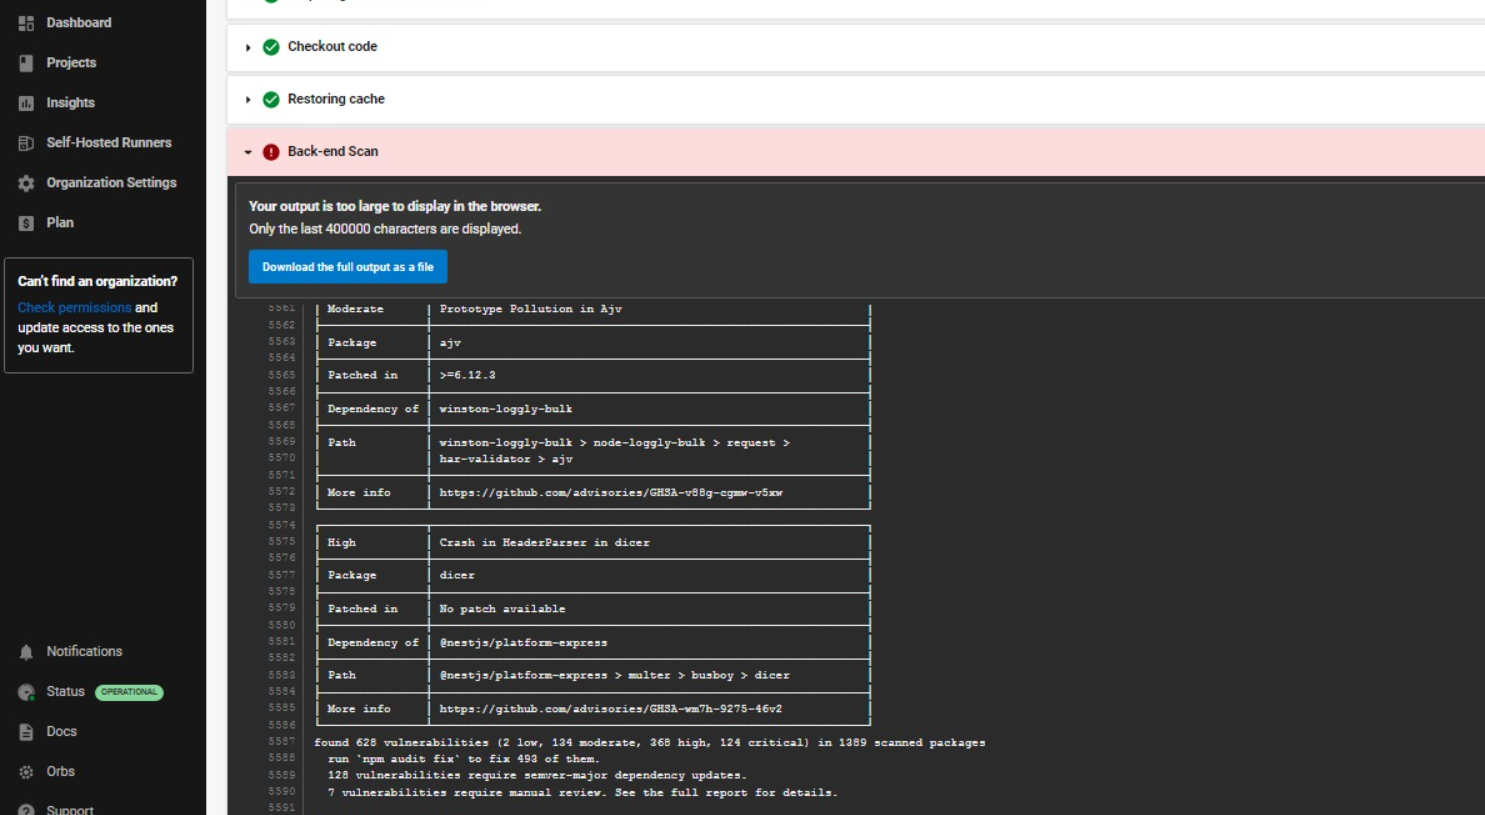 Dashboard
Projects
Insights
Self-Hosted Runners
Organization Settings
Plan
Can't find an organization?
Check permissions and
update access to the ones
you want.
Notifications
Status OPERATIONAL
Docs
Orbs
Support
Checkout code
Restoring cache
Back-end Scan
Your output is too large to display in the browser.
Only the last 400000 characters are displayed.
Download the full output as a file
5561 Moderate Prototype Pollution in Ajv
5562
5563 Package ajv
5564
5565 Patched in >=6.12.3
5566
5567 Dependency of winston-loggly-bulk
5568
5569 Path winston-loggly-bulk > node-loggly-bulk > request >
5570 har-validator > ajv
5571
5572 More info https://github.com/advisories/GHSA-v88g-cgmw-v5xw
5573
5574
5575 High Crash in HeaderParser in dicer
5576
5577 Package dicer
5578
5579 Patched in No patch available
5580
5581 Dependency of @nestjs/platform-express
5582
5583 Path @nestjs/platform-express > multer > busboy > dicer
5584
5585 More info https://github.com/advisories/GHSA-wm7h-9275-46v2
5586
5587 found 628 vulnerabilities (2 low, 134 moderate, 368 high, 124 critical) in 1389 scanned packages
5588 run `npm audit fix` to fix 493 of them.
5589 128 vulnerabilities require semver-major dependency updates.
5590 7 vulnerabilities require manual review. See the full report for details.
5591